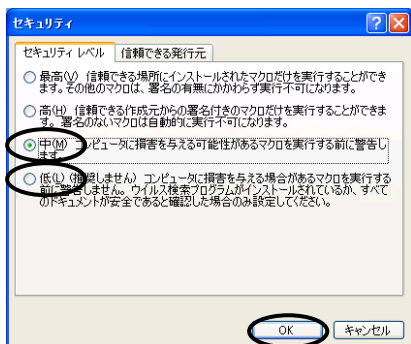 セキュリティ
セキュリティ レベル 信頼できる発行元
最高(V) 信頼できる場所にインストールされたマクロだけを実行することができ
ます。その他のマクロは、署名の有無にかかわらず実行不可になります。
高(H) 信頼できる作成元からの署名付きのマクロだけを実行することができま
す。署名のないマクロは自動的に実行不可になります。
中(M) コンピュータに損害を与える可能性があるマクロを実行する前に警告し
ます。
低(L) (推奨しません) コンピュータに損害を与える場合があるマクロを実行する
前に警告しません。ウイルス検索プログラムがインストールされているか、すべて
のドキュメントが安全であると確認した場合のみ設定してください。
OK キャンセル